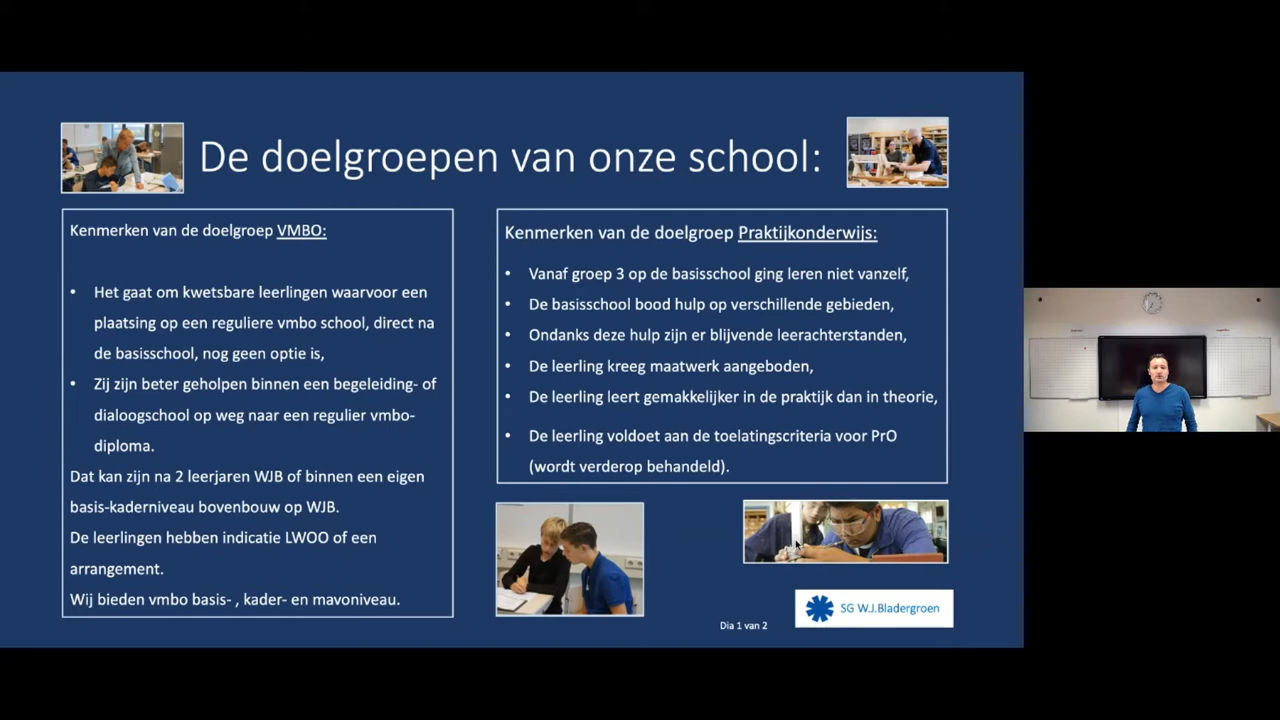 De doelgroepen van onze school:
Kenmerken van de doelgroep VMBO:
• Het gaat om kwetsbare leerlingen waarvoor een
plaatsing op een reguliere vmbo school, direct na
de basisschool, nog geen optie is,
• Zij zijn beter geholpen binnen een begeleiding- of
dialoogschool op weg naar een regulier vmbo-
diploma.
Dat kan zijn na 2 leerjaren WJB of binnen een eigen
basis-kaderniveau bovenbouw op WJB.
De leerlingen hebben indicatie LWOO of een
arrangement.
Wij bieden vmbo basis- , kader- en mavoniveau.
Kenmerken van de doelgroep Praktijkonderwijs:
• Vanaf groep 3 op de basisschool ging leren niet vanzelf,
• De basisschool bood hulp op verschillende gebieden,
• Ondanks deze hulp zijn er blijvende leerachterstanden,
• De leerling kreeg maatwerk aangeboden,
• De leerling leert gemakkelijker in de praktijk dan in theorie,
• De leerling voldoet aan de toelatingscriteria voor PrO
(wordt verderop behandeld).
Dia 1 van 2
SG W.J.Bladergroen